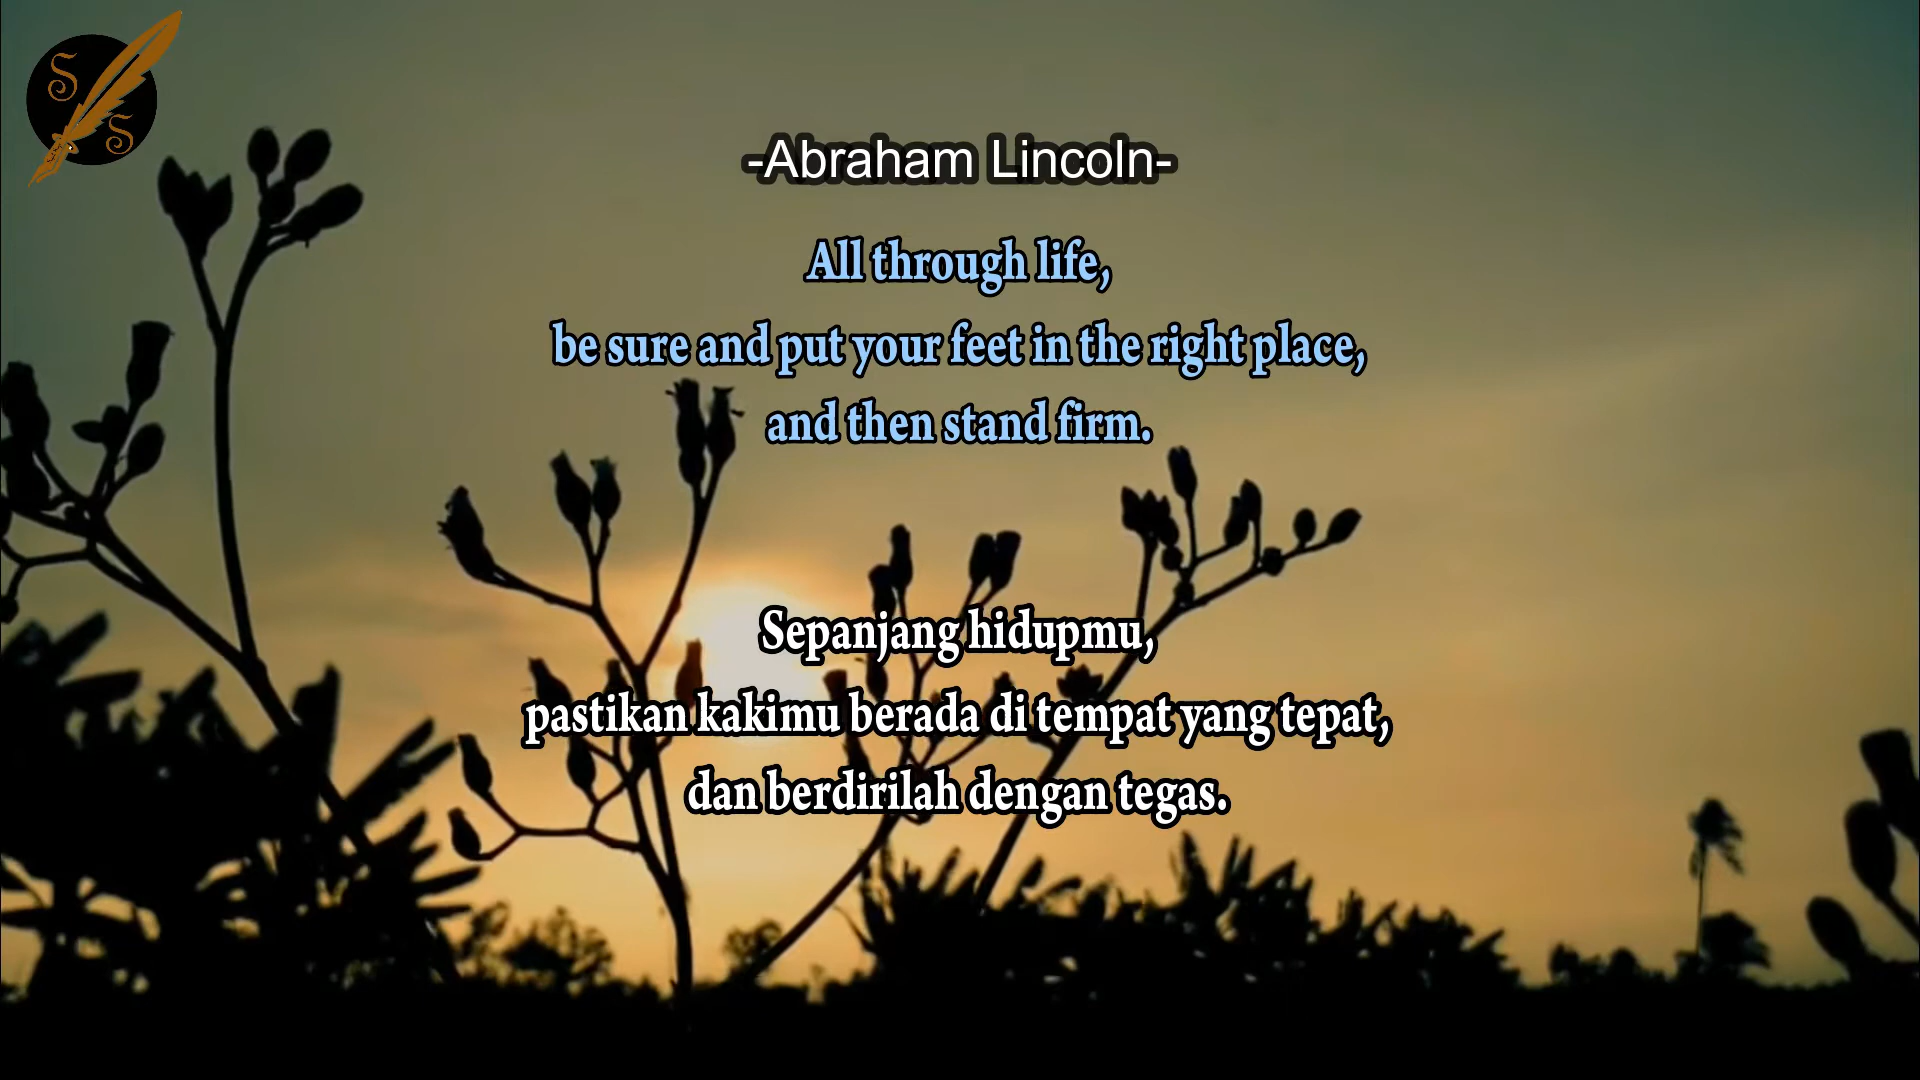 S
S
-Abraham Lincoln-
All through life,
be sure and put your feet in the right place,
and then stand firm.
Sepanjang hidupmu,
pastikan kakimu berada di tempat yang tepat,
dan berdirilah dengan tegas.